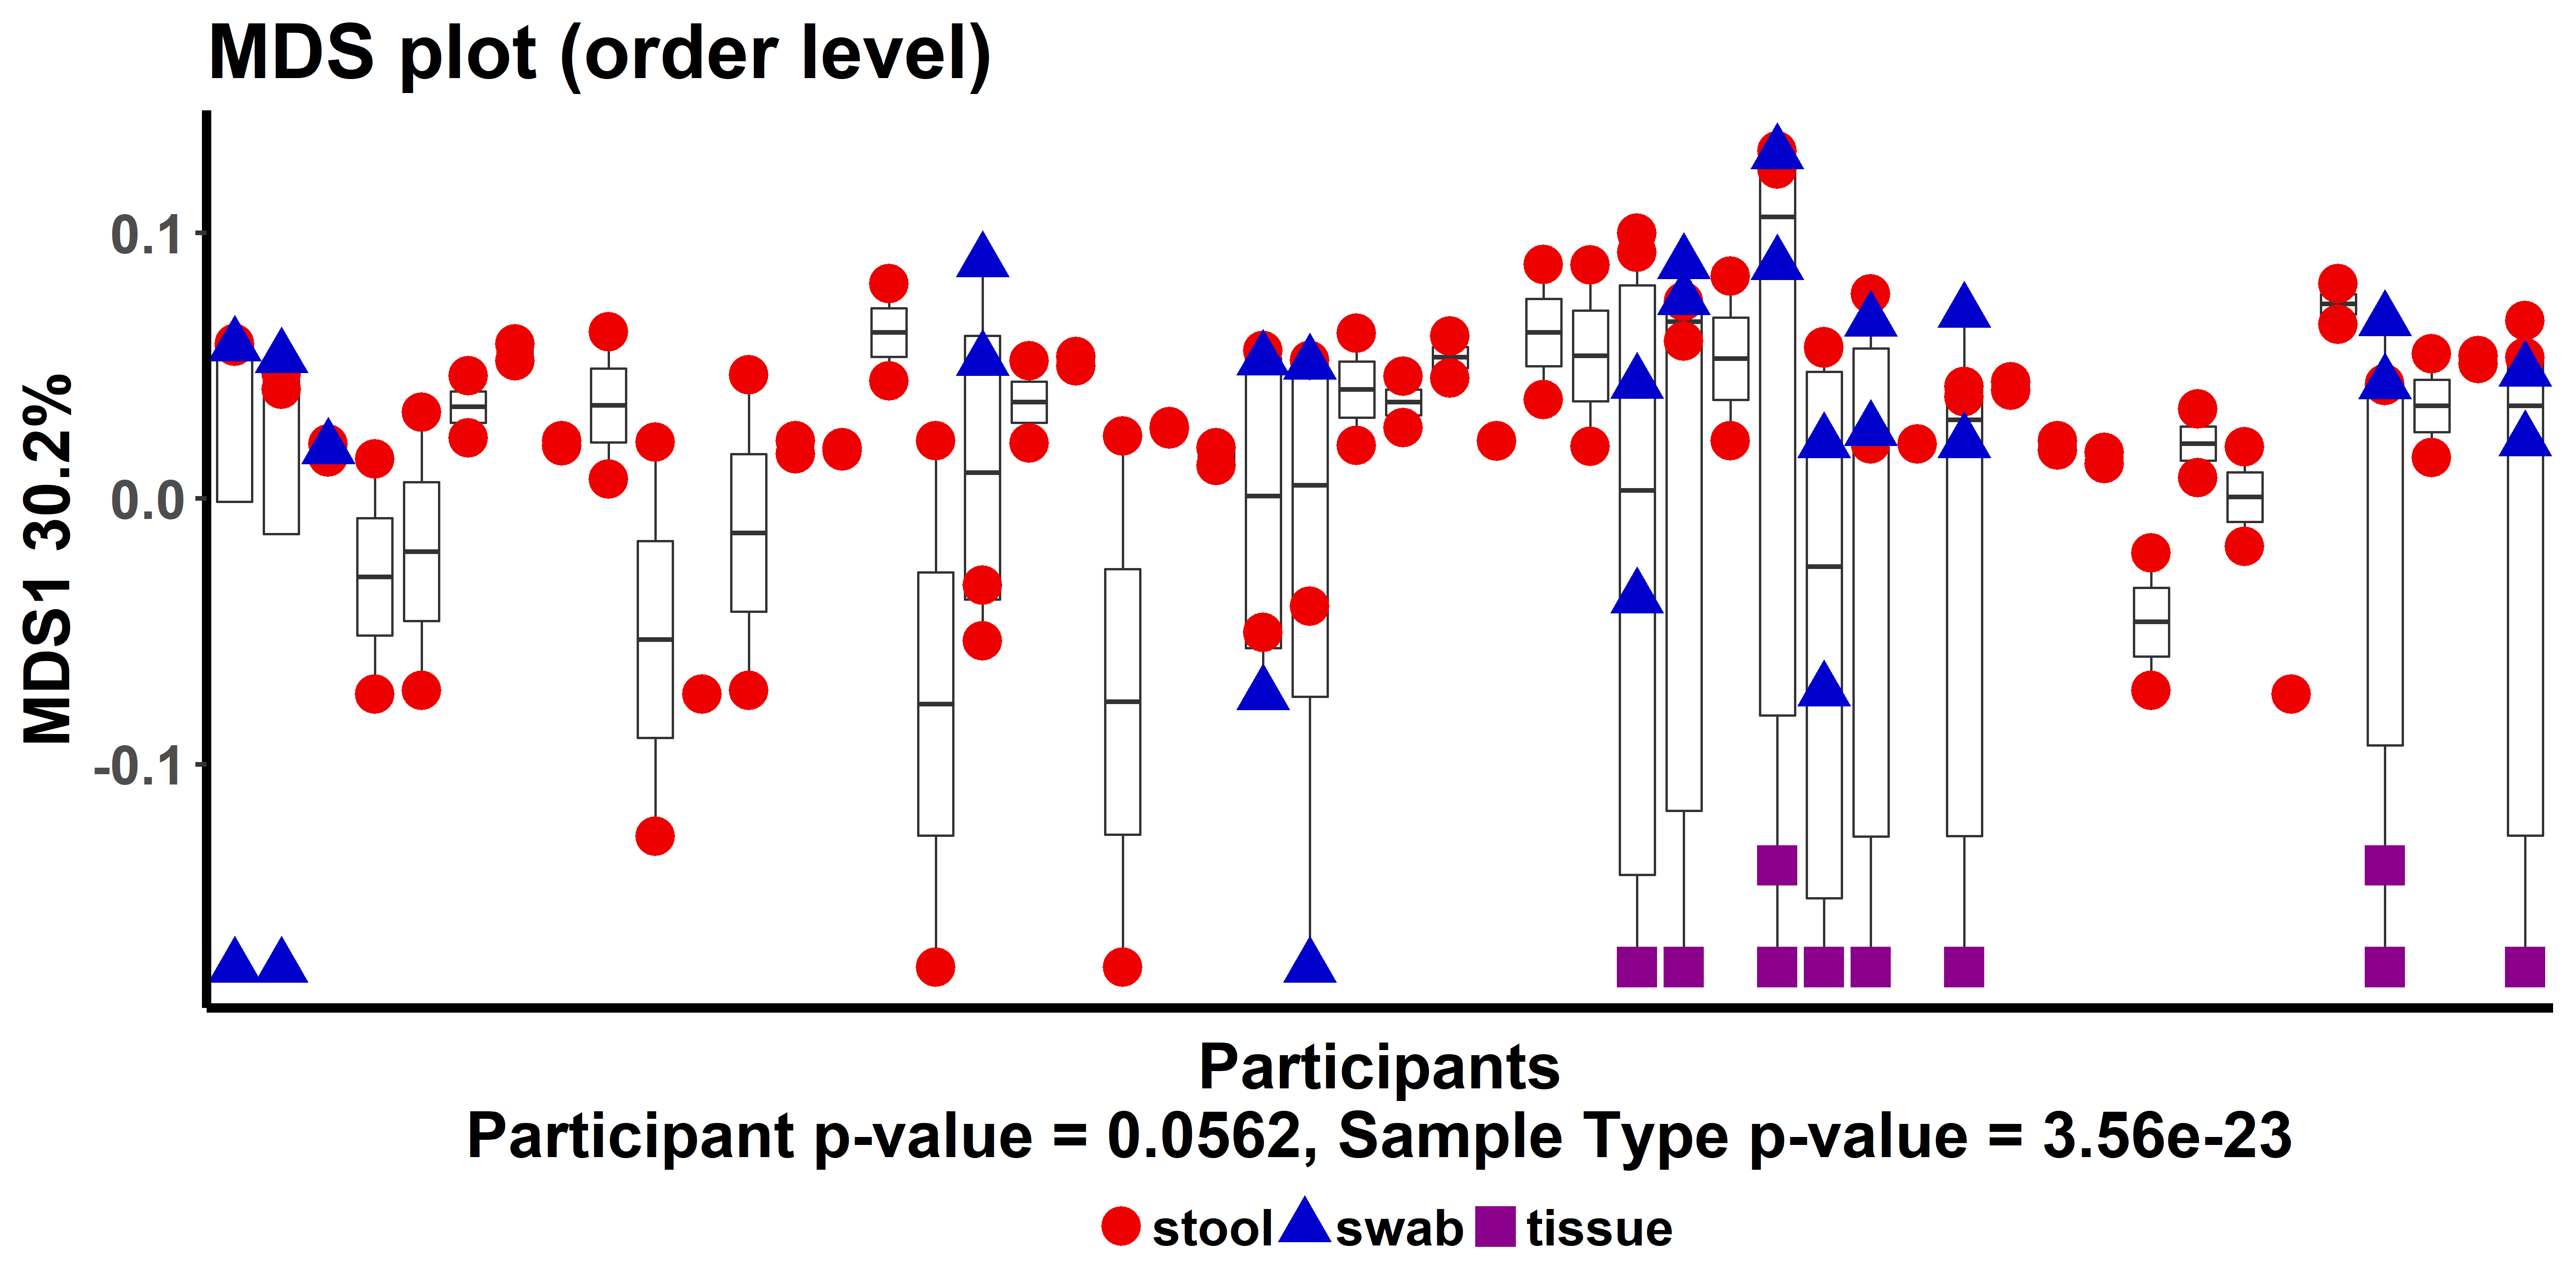 MDS plot (order level)
MDS1 30.2%
0.1
0.0
-0.1
Participants
Participant p-value = 0.0562, Sample Type p-value = 3.56e-23
stool swab tissue